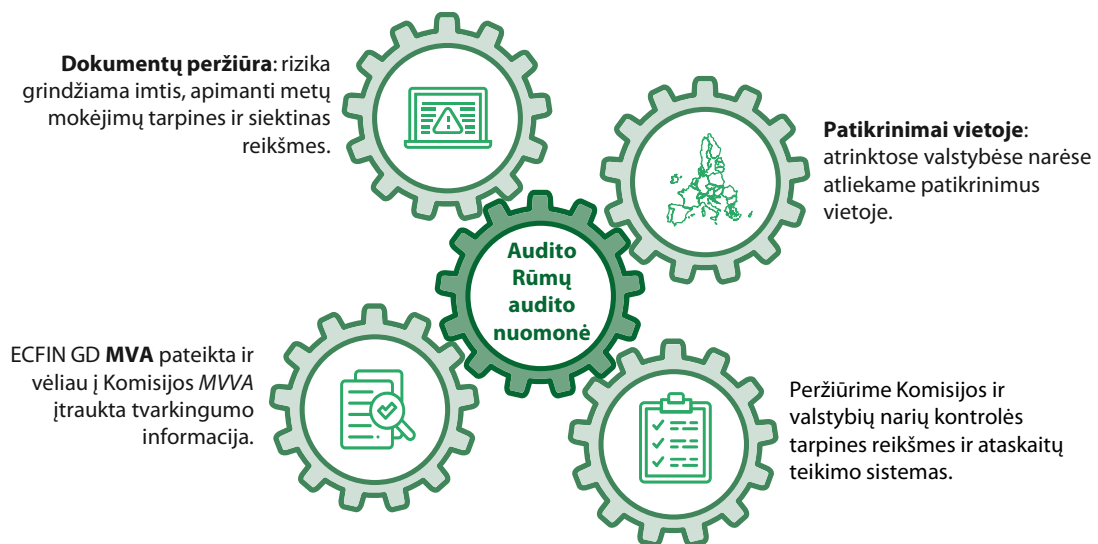 Dokumentų peržiūra: rizika
grindžiama imtis, apimanti metų
mokėjimų tarpines ir siektinas
reikšmes.
Patikrinimai vietoje:
atrinktose valstybėse narėse
atliekame patikrinimus
vietoje.
Audito
Rūmų
audito
nuomonė
ECFIN GD MVA pateikta ir
vėliau į Komisijos MVVA
įtraukta tvarkingumo
informacija.
Peržiūrime Komisijos ir
valstybių narių kontrolės
tarpines reikšmes ir ataskaitų
teikimo sistemas.